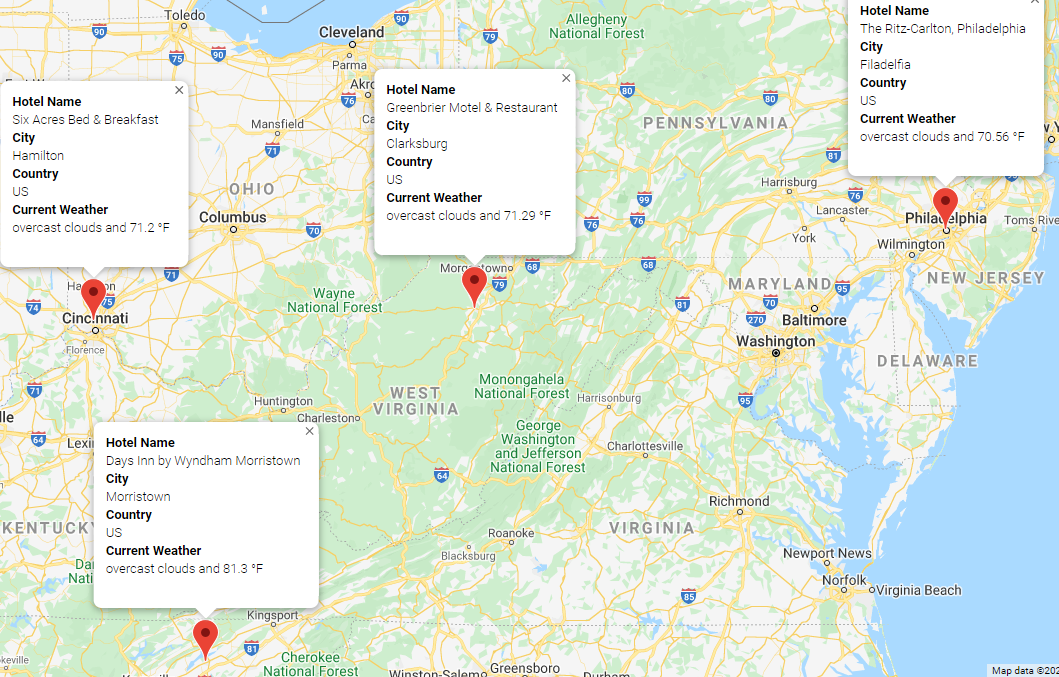 Hotel Name
Six Acres Bed & Breakfast
City
Hamilton
Country
US
Current Weather
overcast clouds and 71.2 °F
Hotel Name
Greenbrier Motel & Restaurant
City
Clarksburg
Country
US
Current Weather
overcast clouds and 71.29 °F
Hotel Name
The Ritz-Carlton, Philadelphia
City
Filadelfia
Country
US
Current Weather
overcast clouds and 70.56 °F
Hotel Name
Days Inn by Wyndham Morristown
City
Morristown
Country
US
Current Weather
overcast clouds and 81.3 °F
Toledo
90
75
90
90
Cleveland
Parma
Akro
76
79
Allegheny
National Forest
80
80
PENNSYLVANIA
81
Mansfield
71
OHIO
Columbus
70
71
99
76
76
Harrisburg
76
Lancaster
York
Philadelphia
Wilmington
Toms Rive
NEW JERSEY
68
79
68
Wayne
National Forest
74
75
Cincinnati
Florence
81
MARYLAND
70
95
270
Baltimore
Washington
DELAWARE
71
Huntington
Charleston
WEST
VIRGINIA
Monongahela
National Forest
Harrisonburg
95
64
George
Washington
and Jefferson
National Forest
Charlottesville
64
Richmond
KENTUCKY
VIRGINIA
Roanoke
Blacksburg
Newport News
Norfolk
Virginia Beach
85
Kingsport
81
Cherokee
National Forest
Winston-Salem
Greensboro
Durham
Map data ©202